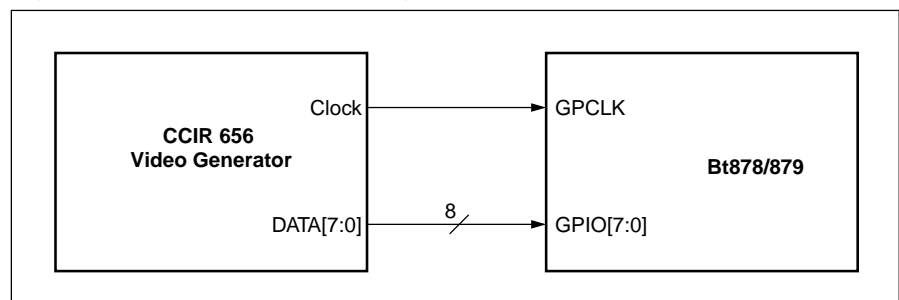 Clock
GPCLK
CCIR 656
Video Generator
Bt878/879
DATA[7:0]
8
GPIO[7:0]